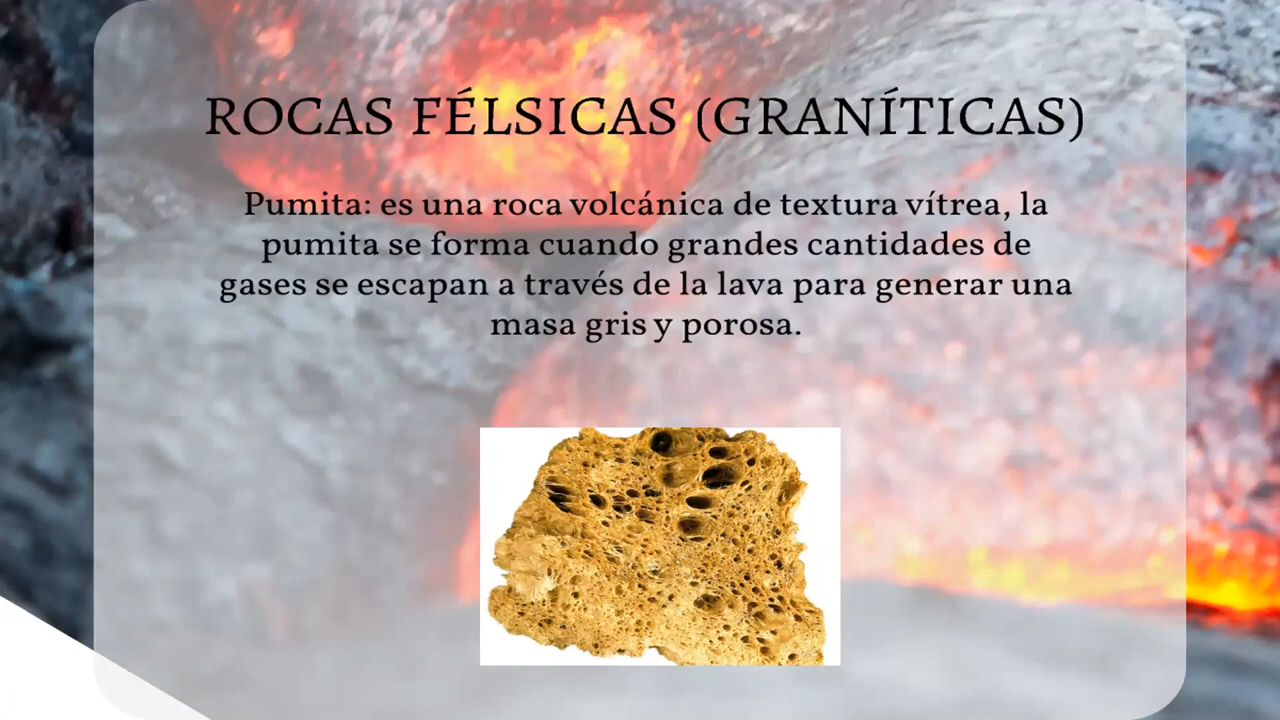 ROCAS FÉLSICAS (GRANÍTICAS)
Pumita: es una roca volcánica de textura vítrea, la
pumita se forma cuando grandes cantidades de
gases se escapan a través de la lava para generar una
masa gris y porosa.